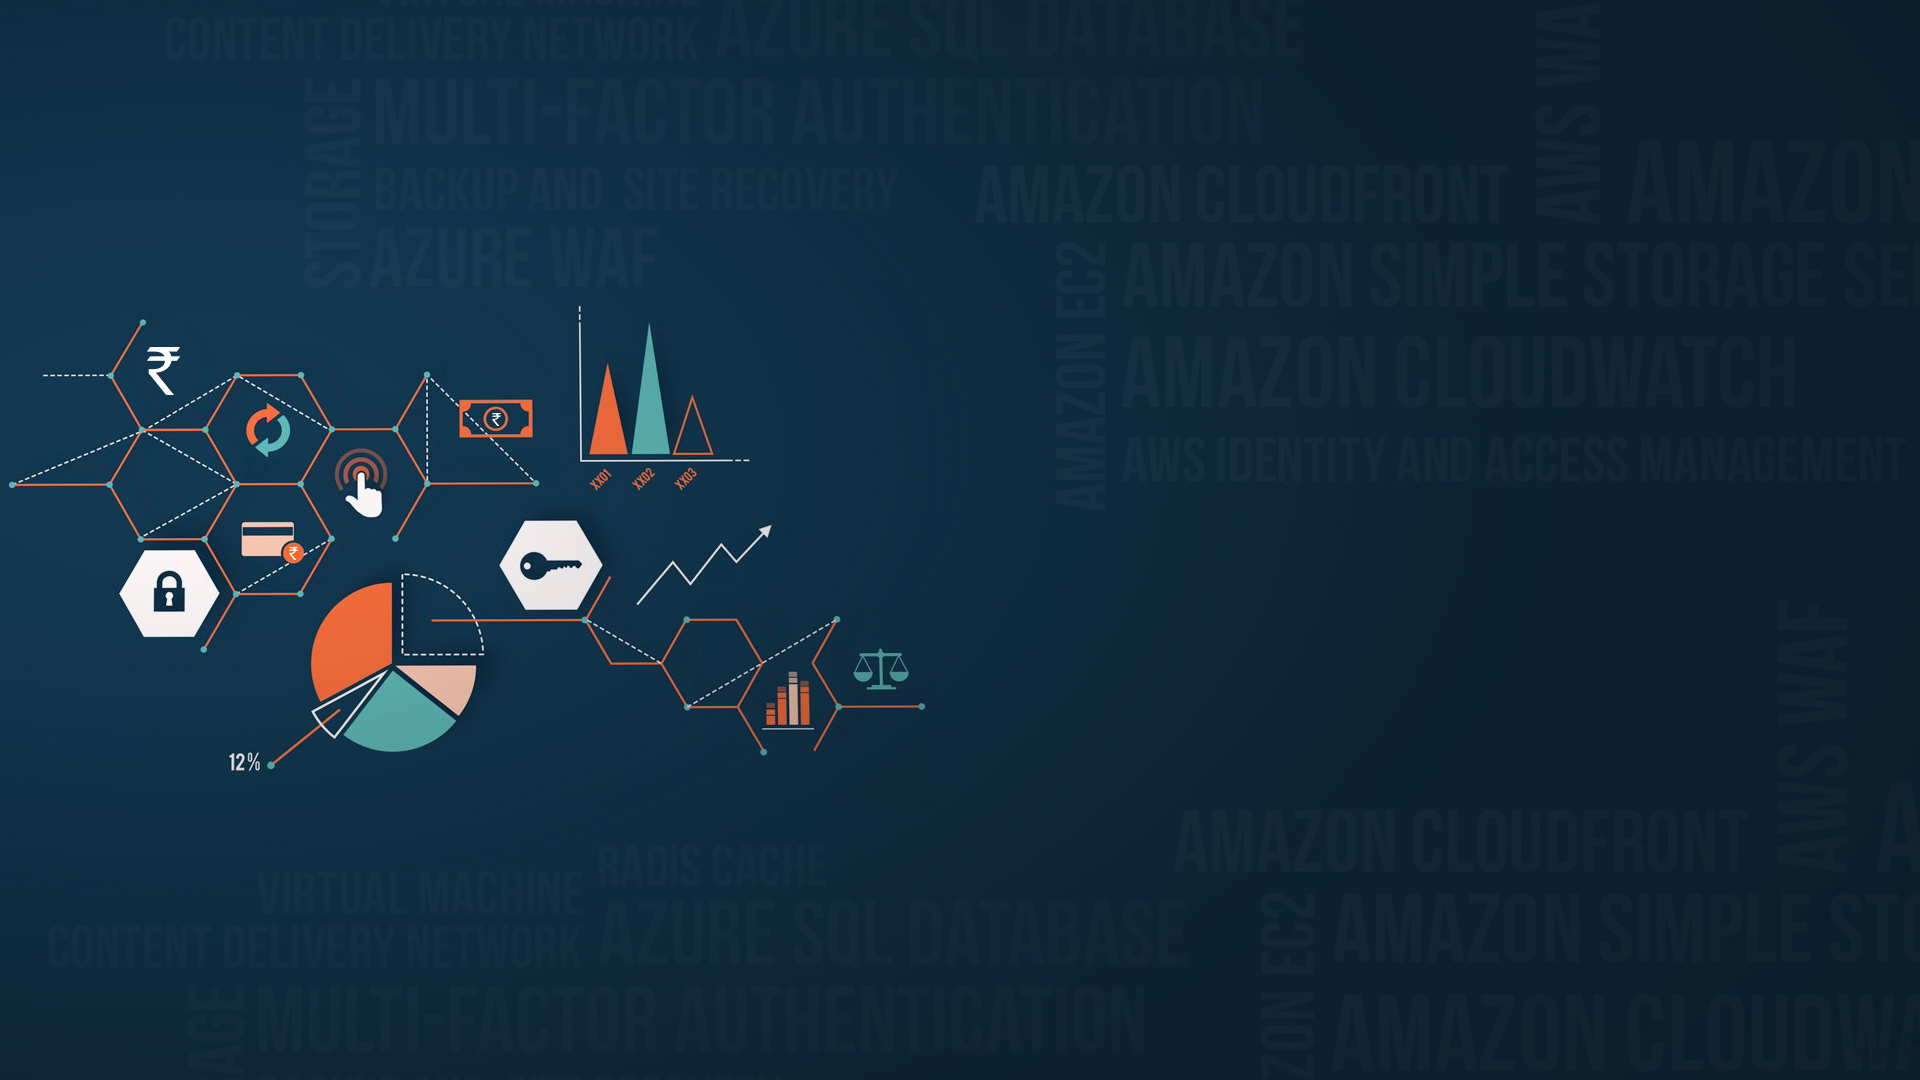 VIRTUAL MACHINE
CONTENT DELIVERY NETWORK
AZURE SQL DATABASE
STORAGE
MULTI-FACTOR AUTHENTICATION
BACKUP AND SITE RECOVERY
AZURE WAF
AWS WA
AMAZON CLOUDFRONT
AMAZON
AMAZON EC2
AMAZON SIMPLE STORAGE SE
AMAZON CLOUDWATCH
AWS IDENTITY AND ACCESS MANAGEMENT
₹
₹
XX01
XX02
XX03
₹
12%
AWS WAF
AMAZON CLOUDFRONT
A
RADIS CACHE
VIRTUAL MACHINE
CONTENT DELIVERY NETWORK
AZURE SQL DATABASE
AGE
MULTI-FACTOR AUTHENTICATION
ZON EC2
AMAZON SIMPLE STO
AMAZON CLOUDWA